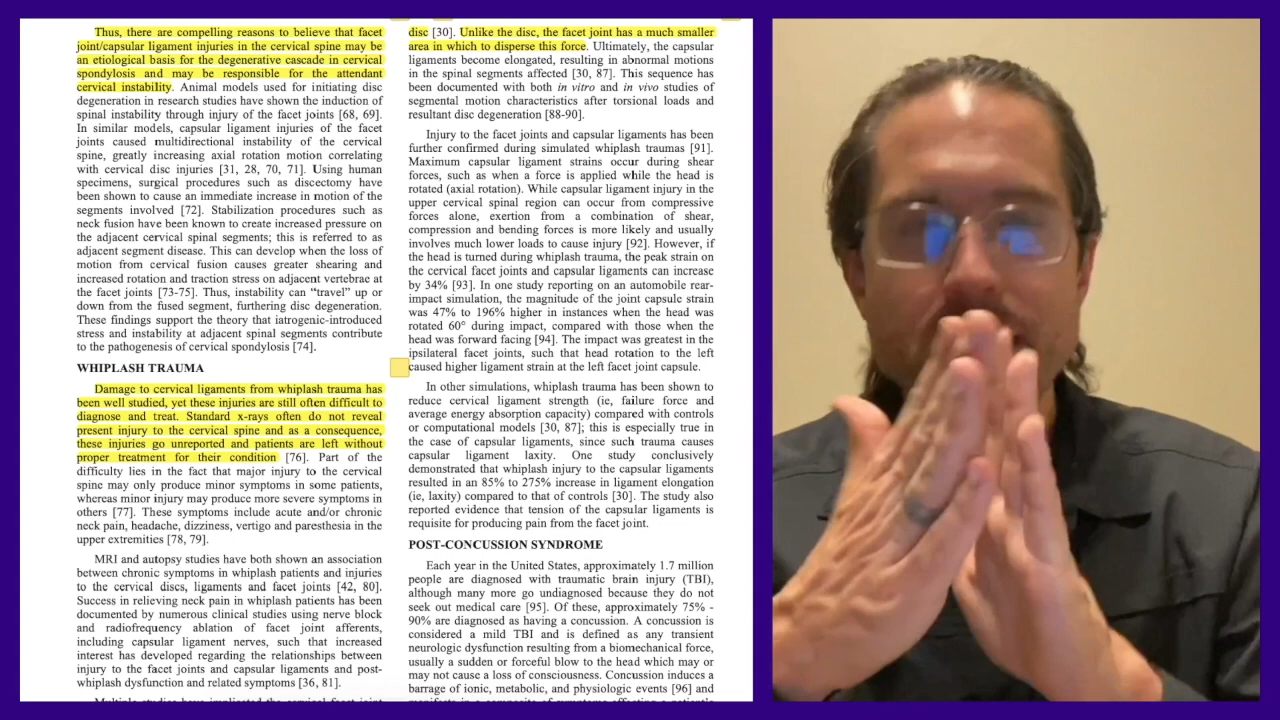 Thus, there are compelling reasons to believe that facet
joint/capsular ligament injuries in the cervical spine may be
an etiological basis for the degenerative cascade in cervical
spondylosis and may be responsible for the attendant
cervical instability. Animal models used for initiating disc
degeneration in research studies have shown the induction of
spinal instability through injury of the facet joints [68, 69].
In similar models, capsular ligament injuries of the facet
joints caused multidirectional instability of the cervical
spine, greatly increasing axial rotation motion correlating
with cervical disc injuries [31, 28, 70, 71]. Using human
specimens, surgical procedures such as discectomy have
been shown to cause an immediate increase in motion of the
segments involved [72]. Stabilization procedures such as
neck fusion have been known to create increased pressure on
the adjacent cervical spinal segments; this is referred to as
adjacent segment disease. This can develop when the loss of
motion from cervical fusion causes greater shearing and
increased rotation and traction stress on adjacent vertebrae at
the facet joints [73-75]. Thus, instability can “travel” up or
down from the fused segment, furthering disc degeneration.
These findings support the theory that iatrogenic-introduced
stress and instability at adjacent spinal segments contribute
to the pathogenesis of cervical spondylosis [74].
WHIPLASH TRAUMA
Damage to cervical ligaments from whiplash trauma has
been well studied, yet these injuries are still often difficult to
diagnose and treat. Standard x-rays often do not reveal
present injury to the cervical spine and as a consequence,
these injuries go unreported and patients are left without
proper treatment for their condition [76]. Part of the
difficulty lies in the fact that major injury to the cervical
spine may only produce minor symptoms in some patients,
whereas minor injury may produce more severe symptoms in
others [77]. These symptoms include acute and/or chronic
neck pain, headache, dizziness, vertigo and paresthesia in the
upper extremities [78, 79].
MRI and autopsy studies have both shown an association
between chronic symptoms in whiplash patients and injuries
to the cervical discs, ligaments and facet joints [42, 80].
Success in relieving neck pain in whiplash patients has been
documented by numerous clinical studies using nerve block
and radiofrequency ablation of facet joint afferents,
including capsular ligament nerves, such that increased
interest has developed regarding the relationships between
injury to the facet joints and capsular ligaments and post-
whiplash dysfunction and related symptoms [36, 81].
disc [30]. Unlike the disc, the facet joint has a much smaller
area in which to disperse this force. Ultimately, the capsular
ligaments become elongated, resulting in abnormal motions
in the spinal segments affected [30, 87]. This sequence has
been documented with both in vitro and in vivo studies of
segmental motion characteristics after torsional loads and
resultant disc degeneration [88-90].
Injury to the facet joints and capsular ligaments has been
further confirmed during simulated whiplash traumas [91].
Maximum capsular ligament strains occur during shear
forces, such as when a force is applied while the head is
rotated (axial rotation). While capsular ligament injury in the
upper cervical spinal region can occur from compressive
forces alone, exertion from a combination of shear,
compression and bending forces is more likely and usually
involves much lower loads to cause injury [92]. However, if
the head is turned during whiplash trauma, the peak strain on
the cervical facet joints and capsular ligaments can increase
by 34% [93]. In one study reporting on an automobile rear-
impact simulation, the magnitude of the joint capsule strain
was 47% to 196% higher in instances when the head was
rotated 60° during impact, compared with those when the
head was forward facing [94]. The impact was greatest in the
ipsilateral facet joints, such that head rotation to the left
caused higher ligament strain at the left facet joint capsule.
In other simulations, whiplash trauma has been shown to
reduce cervical ligament strength (ie, failure force and
average energy absorption capacity) compared with controls
or computational models [30, 87]; this is especially true in
the case of capsular ligaments, since such trauma causes
capsular ligament laxity. One study conclusively
demonstrated that whiplash injury to the capsular ligaments
resulted in an 85% to 275% increase in ligament elongation
(ie, laxity) compared to that of controls [30]. The study also
reported evidence that tension of the capsular ligaments is
requisite for producing pain from the facet joint.
POST-CONCUSSION SYNDROME
Each year in the United States, approximately 1.7 million
people are diagnosed with traumatic brain injury (TBI),
although many more go undiagnosed because they do not
seek out medical care [95]. Of these, approximately 75% -
90% are diagnosed as having a concussion. A concussion is
considered a mild TBI and is defined as any transient
neurologic dysfunction resulting from a biomechanical force,
usually a sudden or forceful blow to the head which may or
may not cause a loss of consciousness. Concussion induces a
barrage of ionic, metabolic, and physiologic events [96] and